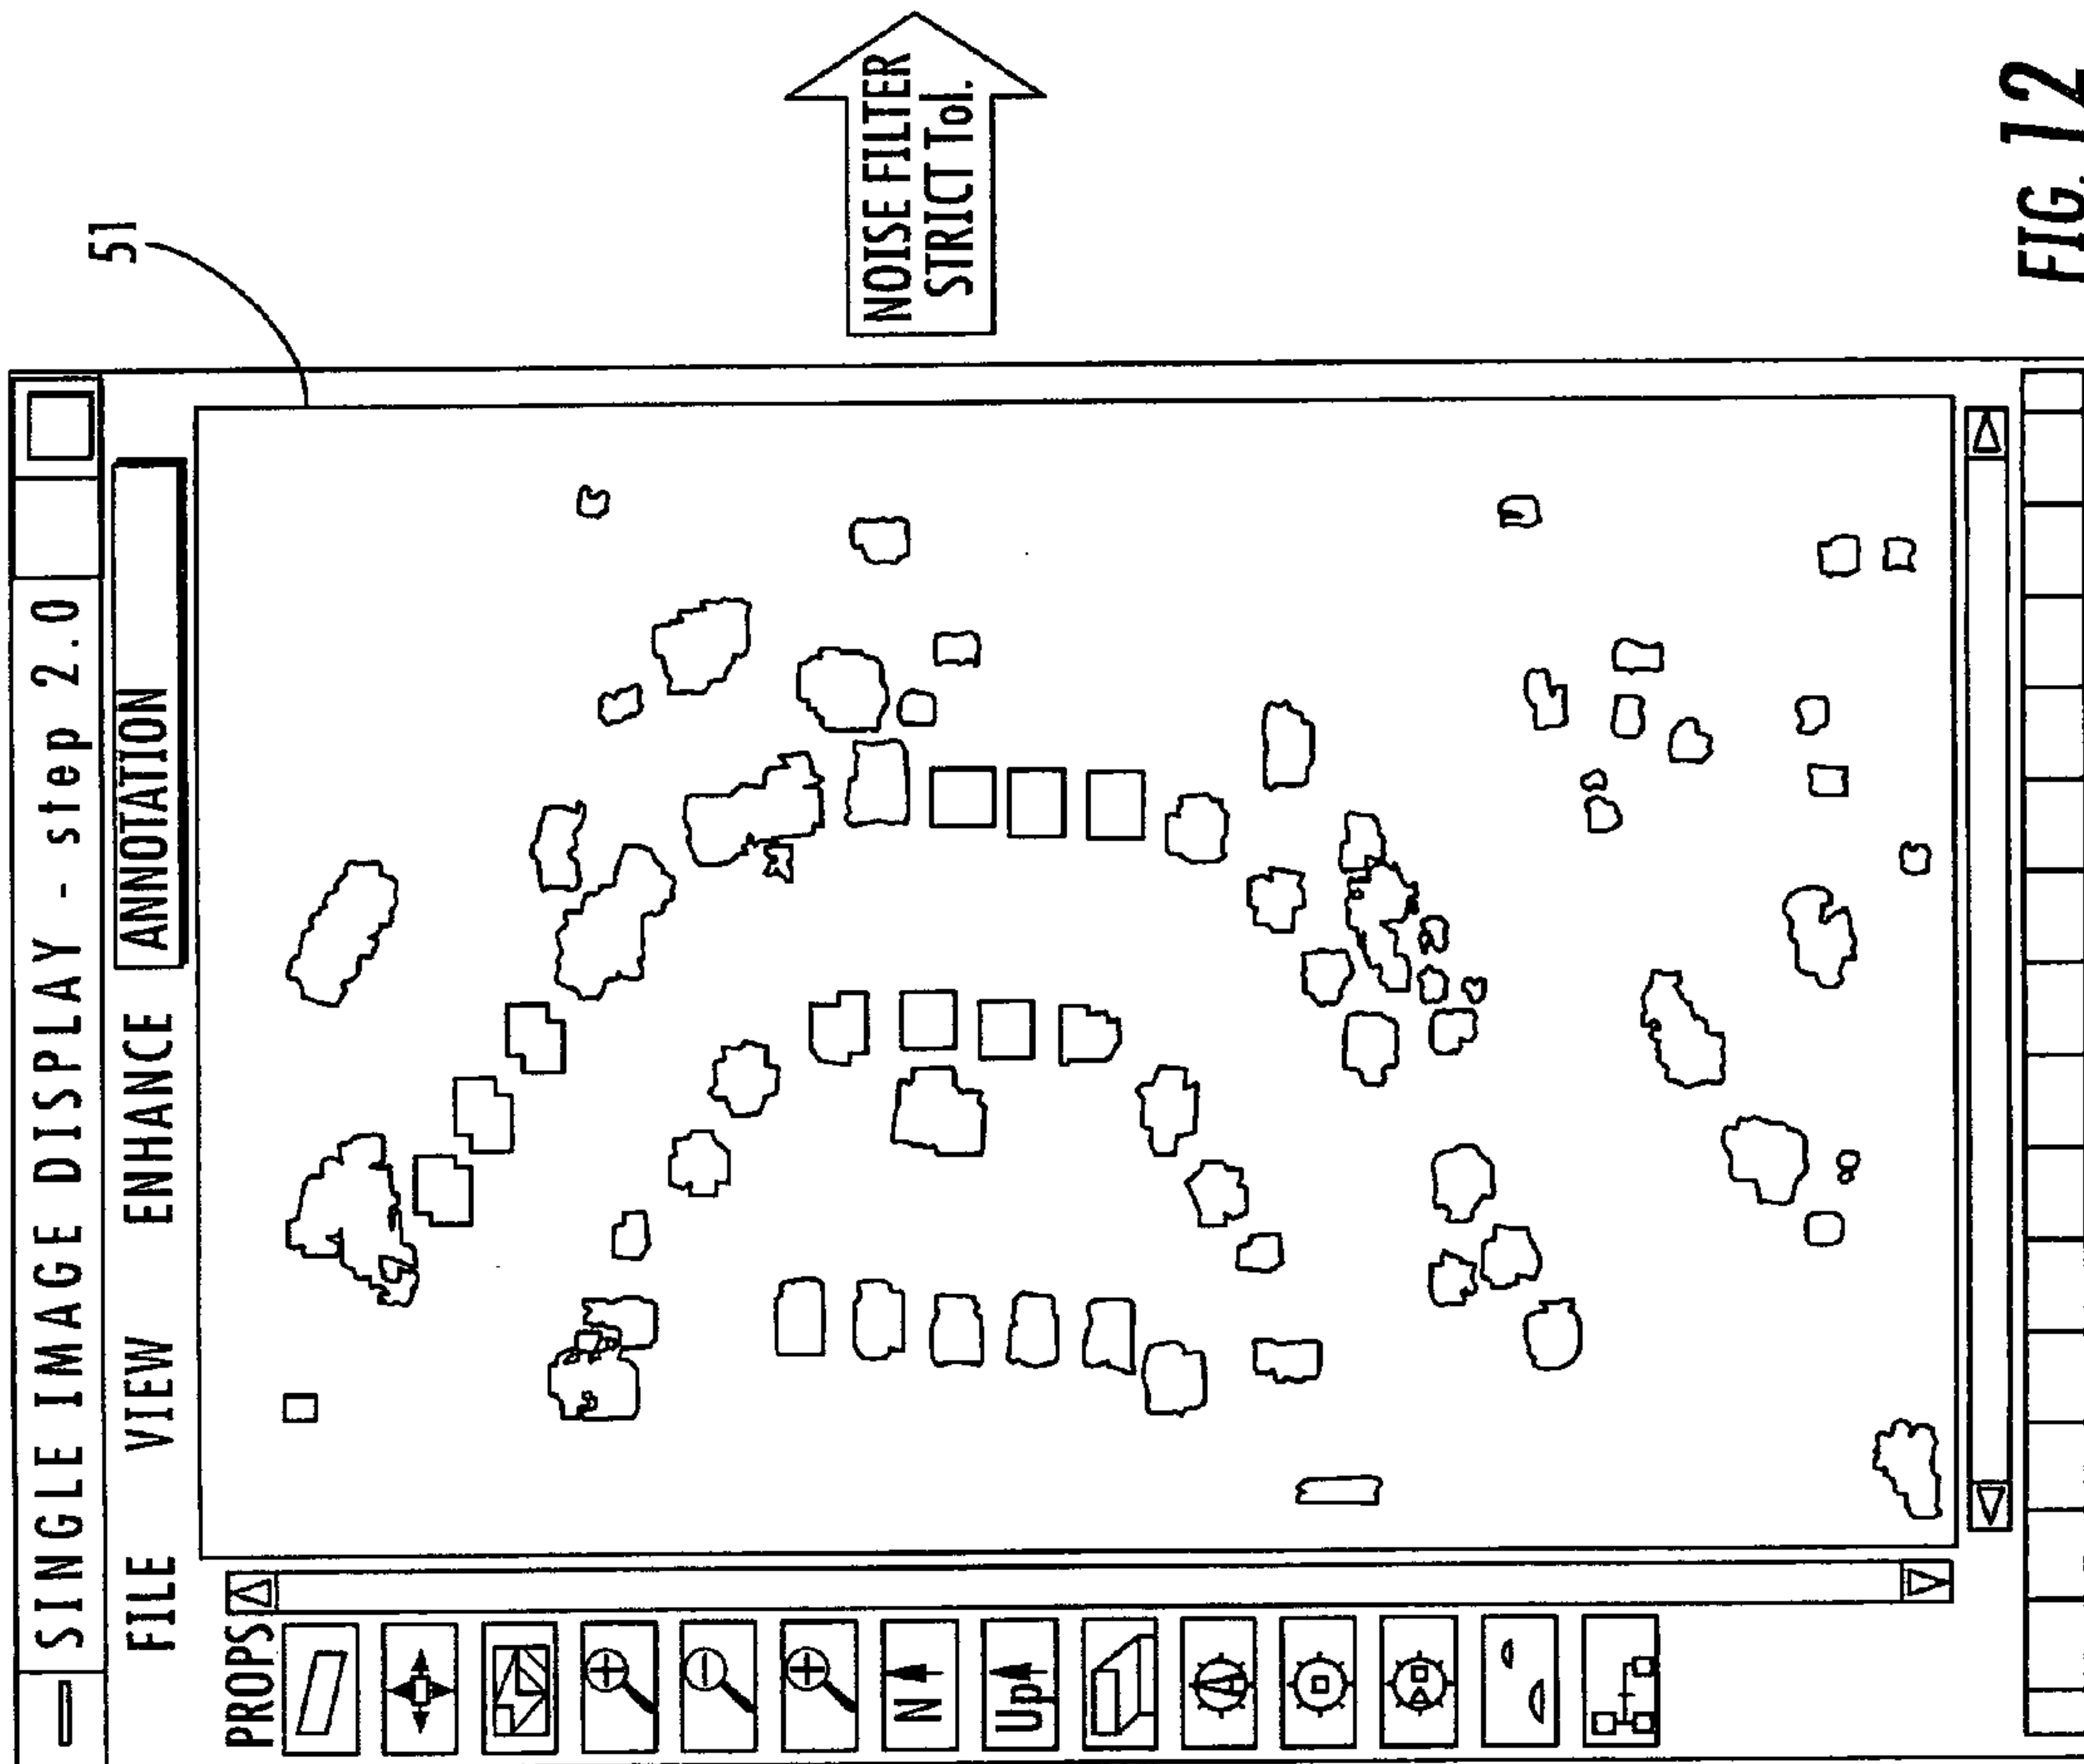 SINGLE IMAGE DISPLAY - step 2.0
FILE VIEW ENHANCE ANNOTATION
PROPS
N
Up
51
NOISE FILTER
STRICT Tol.
FIG. 12